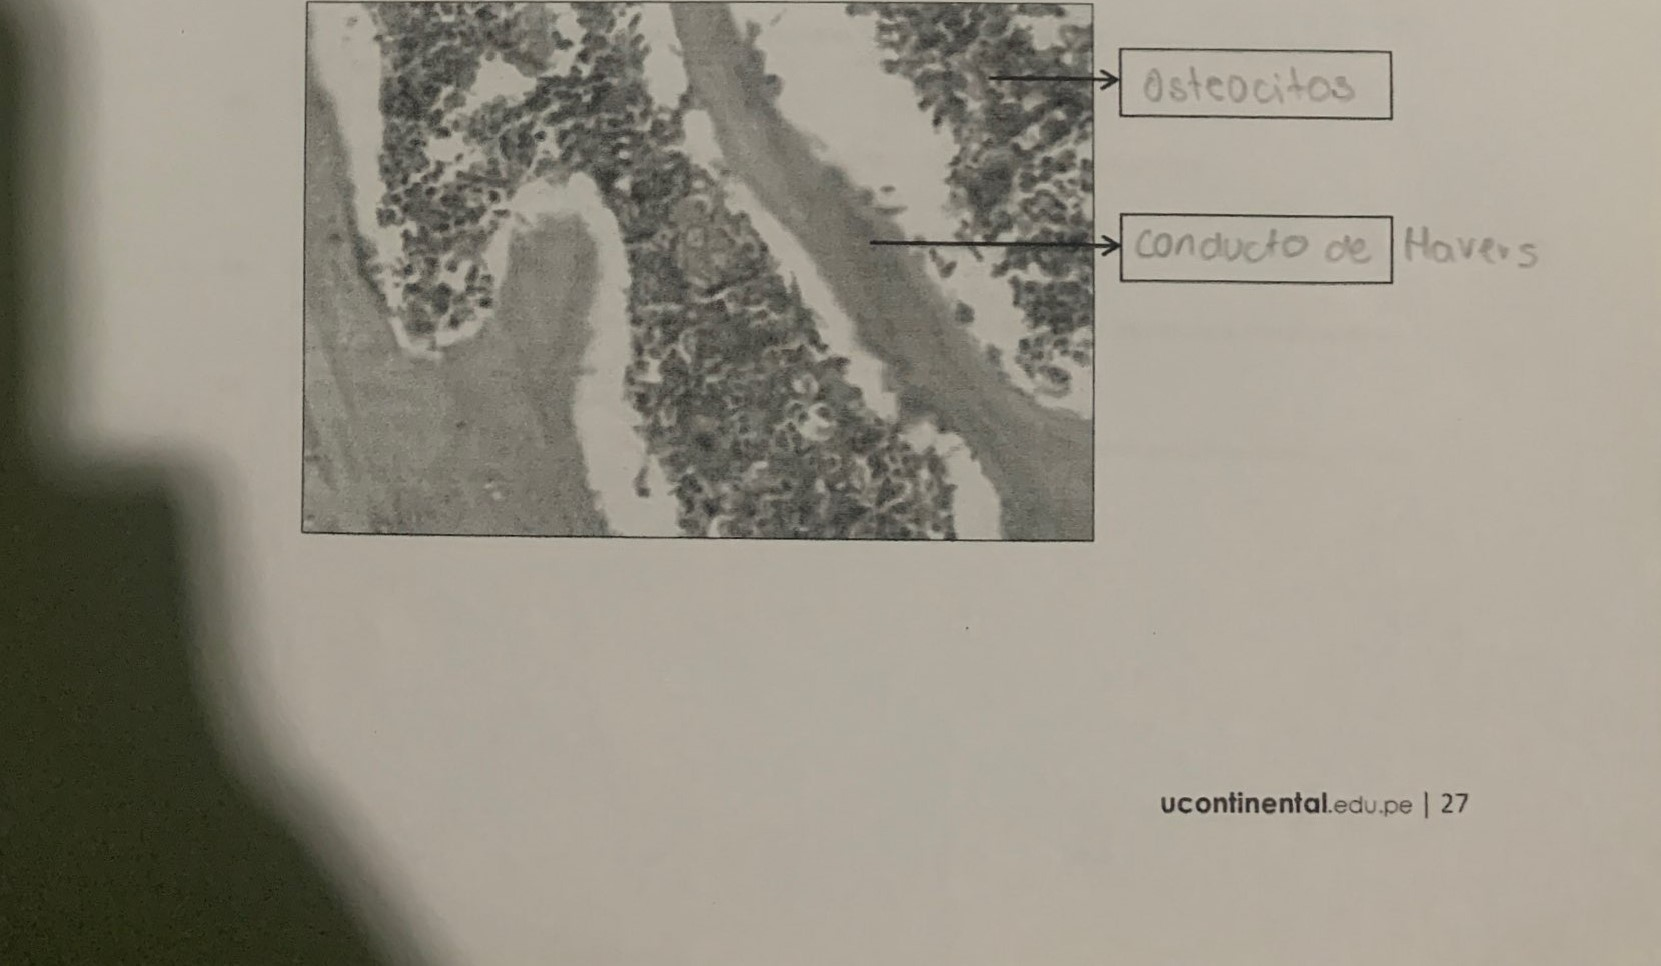 Osteocitos
Conducto de Havers
ucontinental.edu.pe | 27